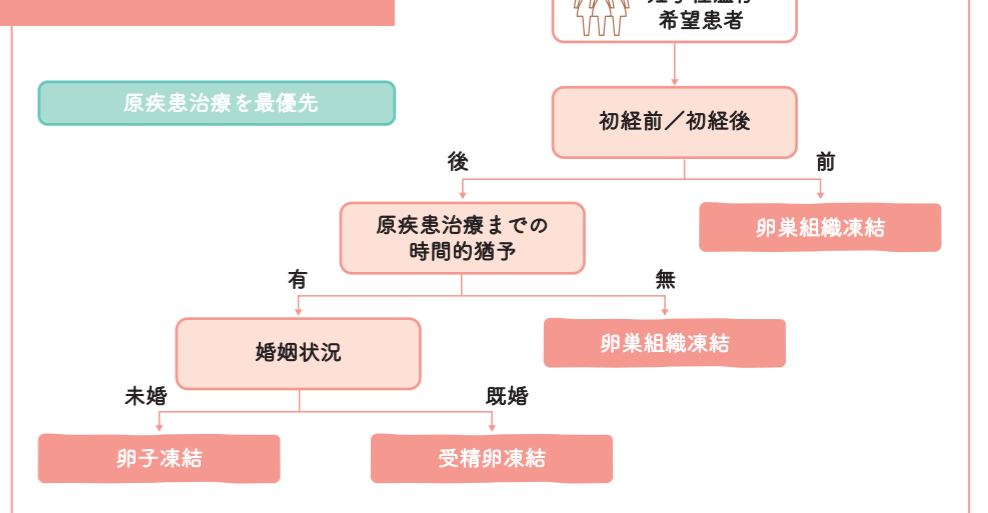 希望患者
原疾患治療を最優先
初経前／初経後
後
前
原疾患治療までの
時間的猶予
卵巣組織凍結
有
無
婚姻状況
卵巣組織凍結
未婚
既婚
卵子凍結
受精卵凍結